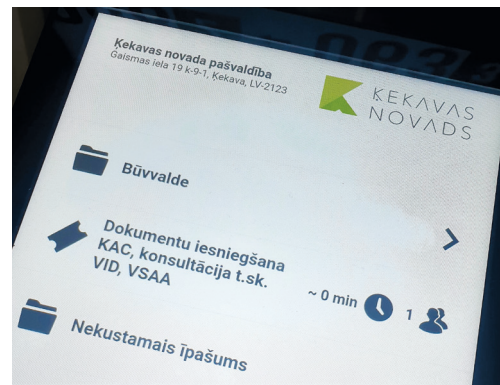 Ķekavas novada pašvaldība
Gaismas iela 19 k-9-1, Ķekava, LV-2123
ĶEKAVAS
NOVADS
Būvvalde
Dokumentu iesniegšana
KAC, konsultācija t.sk.
VID, VSAA
~ 0 min
1
Nekustamais īpašums